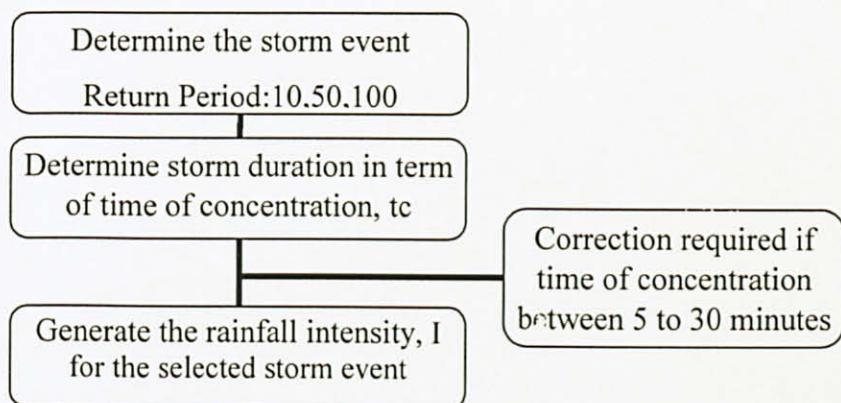 Determine the storm event
Return Period:10.50.100
Determine storm duration in term
of time of concentration, tc
Correction required if
time of concentration
between 5 to 30 minutes
Generate the rainfall intensity, I
for the selected storm event